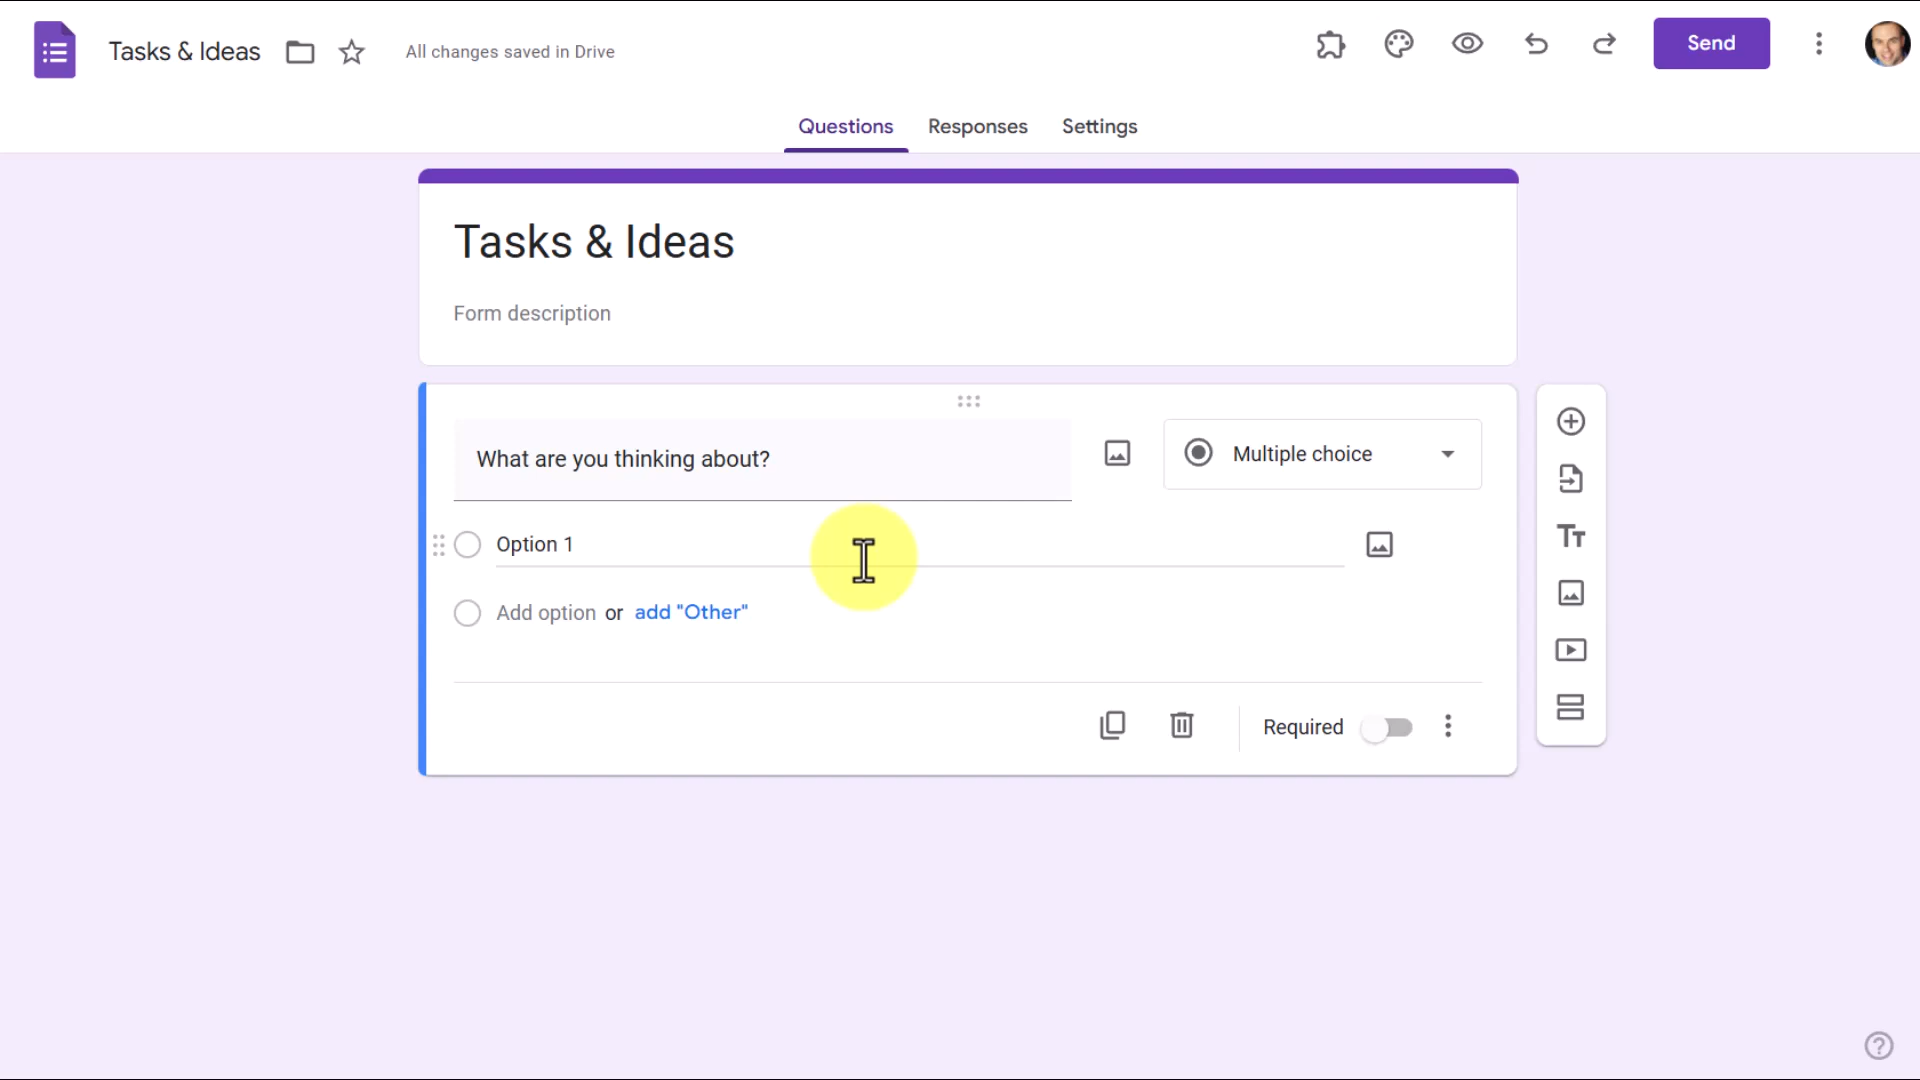 Tasks & Ideas
All changes saved in Drive
Send
Questions
Responses
Settings
Tasks & Ideas
Form description
What are you thinking about?
Multiple choice
Option 1
Add option or add "Other"
Required